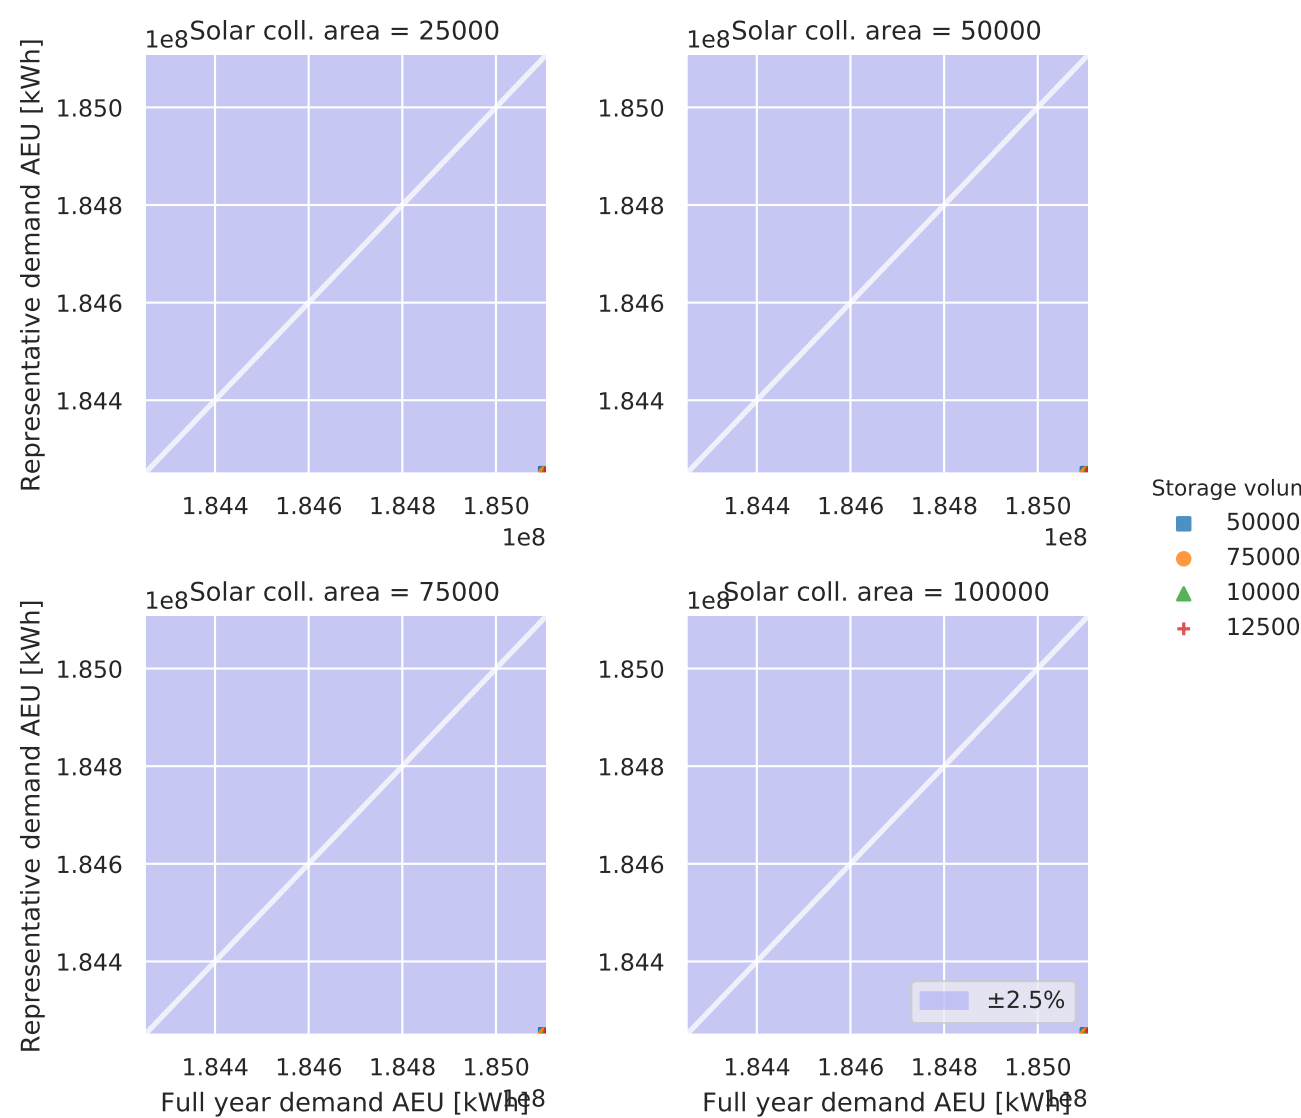 1e8 Solar coll. area = 25000
1e8 Solar coll. area = 50000
Representative demand AEU [kWh]
1.850
1.848
1.846
1.844
1.850
1.848
1.846
1.844
1.844 1.846 1.848 1.850
1e8
1.844 1.846 1.848 1.850
1e8
Storage volun
50000
75000
10000
12500
1e8 Solar coll. area = 75000
1e8 Solar coll. area = 100000
Representative demand AEU [kWh]
1.850
1.848
1.846
1.844
1.850
1.848
1.846
1.844
±2.5%
1.844 1.846 1.848 1.850
1e8
Full year demand AEU [kWh]
1.844 1.846 1.848 1.850
1e8
Full year demand AEU [kWh]